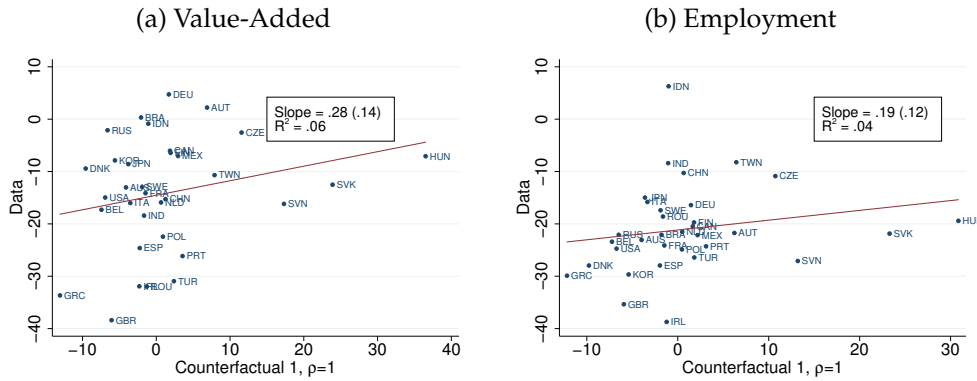 (a) Value-Added
(b) Employment
10
0
−10
−20
−30
−40
Data
DEU
AUT
BRA
IDN
RUS
CZE
CAN
MEX
HUN
KOR
JPN
DNK
TWN
SVK
AUS
SWE
FRA
USA
ITA
CHN
NLD
SVN
BEL
IND
POL
ESP
PRT
TUR
IRL
ROU
GRC
GBR
Slope = .28 (.14)
R² = .06
−10
0
10
20
30
40
Counterfactual 1, ρ=1
10
0
−10
−20
−30
−40
Data
IDN
IND
TWN
CHN
CZE
JPN
ITA
DEU
SWE
ROU
HU
FIN
CAN
RUS
BRA
NLD
MEX
AUT
SVK
BEL
AUS
USA
FRA
POL
PRT
TUR
SVN
DNK
ESP
GRC
KOR
GBR
IRL
Slope = .19 (.12)
R² = .04
−10
0
10
20
30
Counterfactual 1, ρ=1